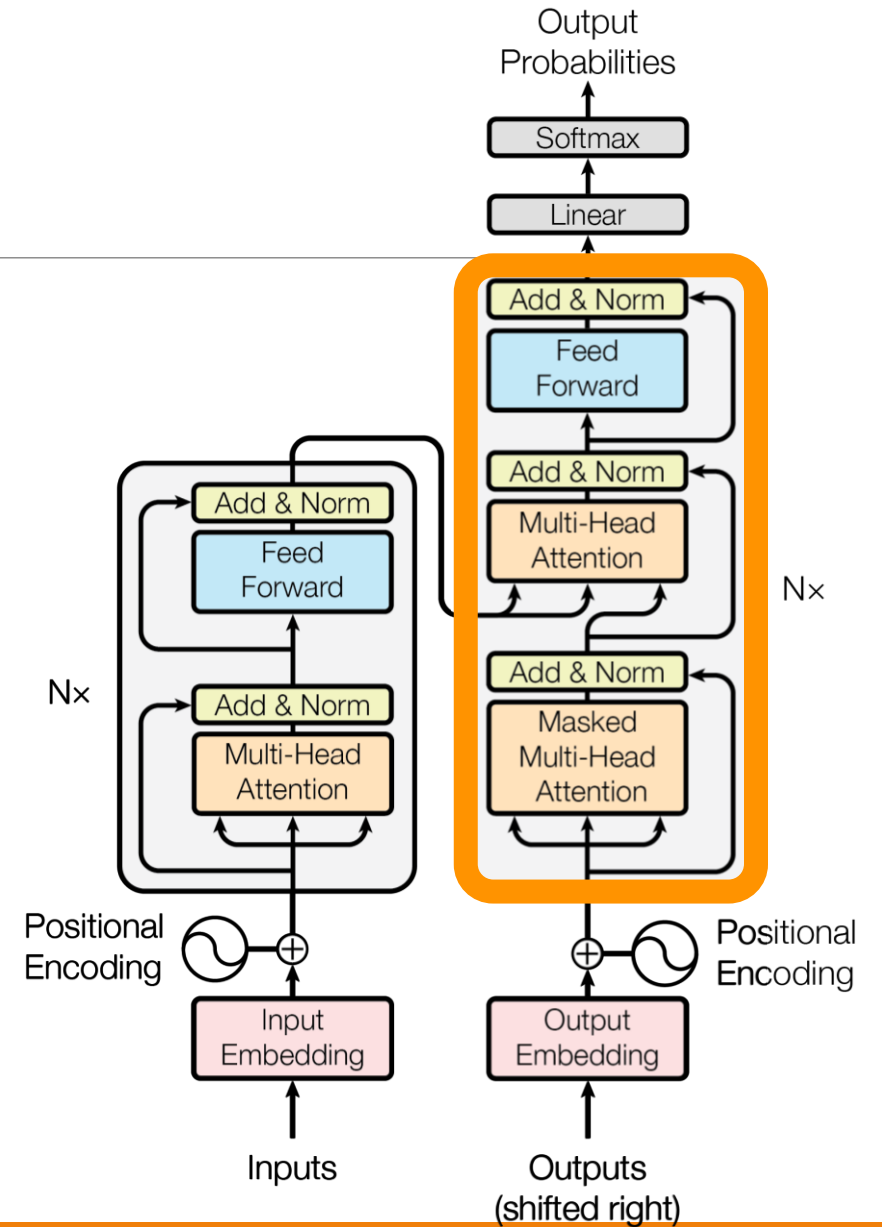 Output
Probabilities
Softmax
Linear
Add & Norm
Feed
Forward
Add & Norm
Multi-Head
Attention
Nx
Add & Norm
Masked
Multi-Head
Attention
Add & Norm
Feed
Forward
Nx
Add & Norm
Multi-Head
Attention
Positional
Encoding
Positional
Encoding
Input
Embedding
Output
Embedding
Inputs
Outputs
(shifted right)